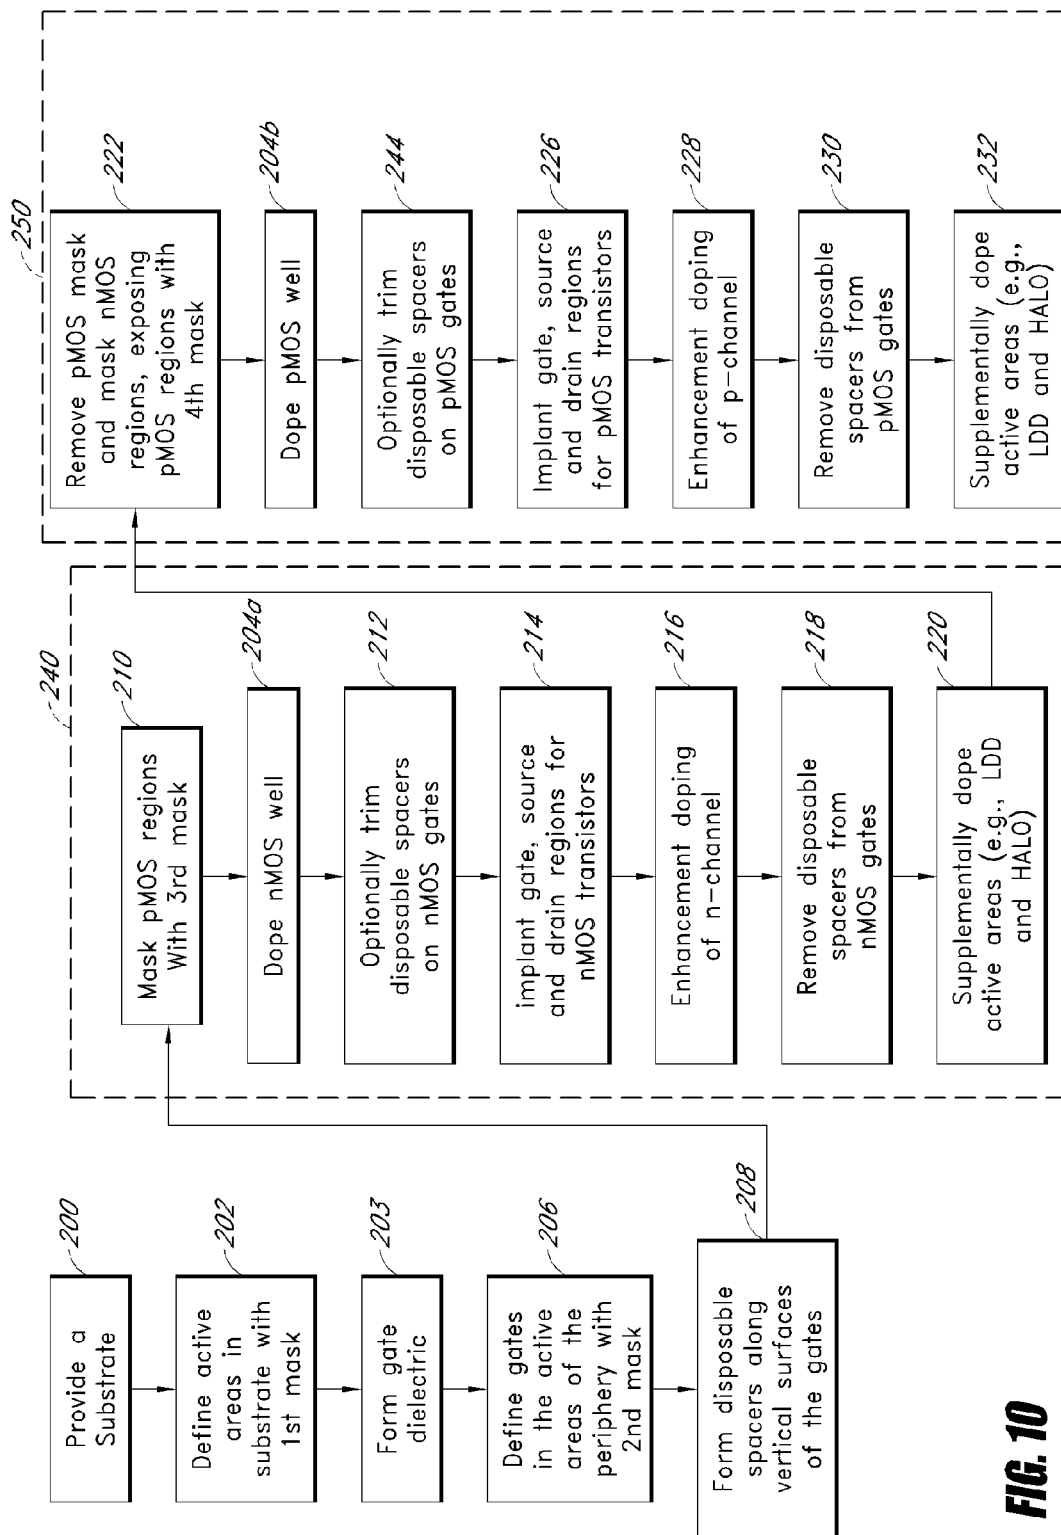 200
Provide a
Substrate
202
Define active
areas in
substrate with
1st mask
203
Form gate
dielectric
206
Define gates
in the active
areas of the
periphery with
2nd mask
208
Form disposable
spacers along
vertical surfaces
of the gates
240
210
Mask pMOS regions
With 3rd mask
204a
Dope nMOS well
212
Optionally trim
disposable spacers
on nMOS gates
214
implant gate, source
and drain regions for
nMOS transistors
216
Enhancement doping
of n-channel
218
Remove disposable
spacers from
nMOS gates
220
Supplementally dope
active areas (e.g., LDD
and HALO)
250
222
Remove pMOS mask
and mask nMOS
regions, exposing
pMOS regions with
4th mask
204b
Dope pMOS well
244
Optionally trim
disposable spacers
on pMOS gates
226
Implant gate, source
and drain regions
for pMOS transistors
228
Enhancement doping
of p-channel
230
Remove disposable
spacers from
pMOS gates
232
Supplementally dope
active areas (e.g.,
LDD and HALO)
FIG. 10